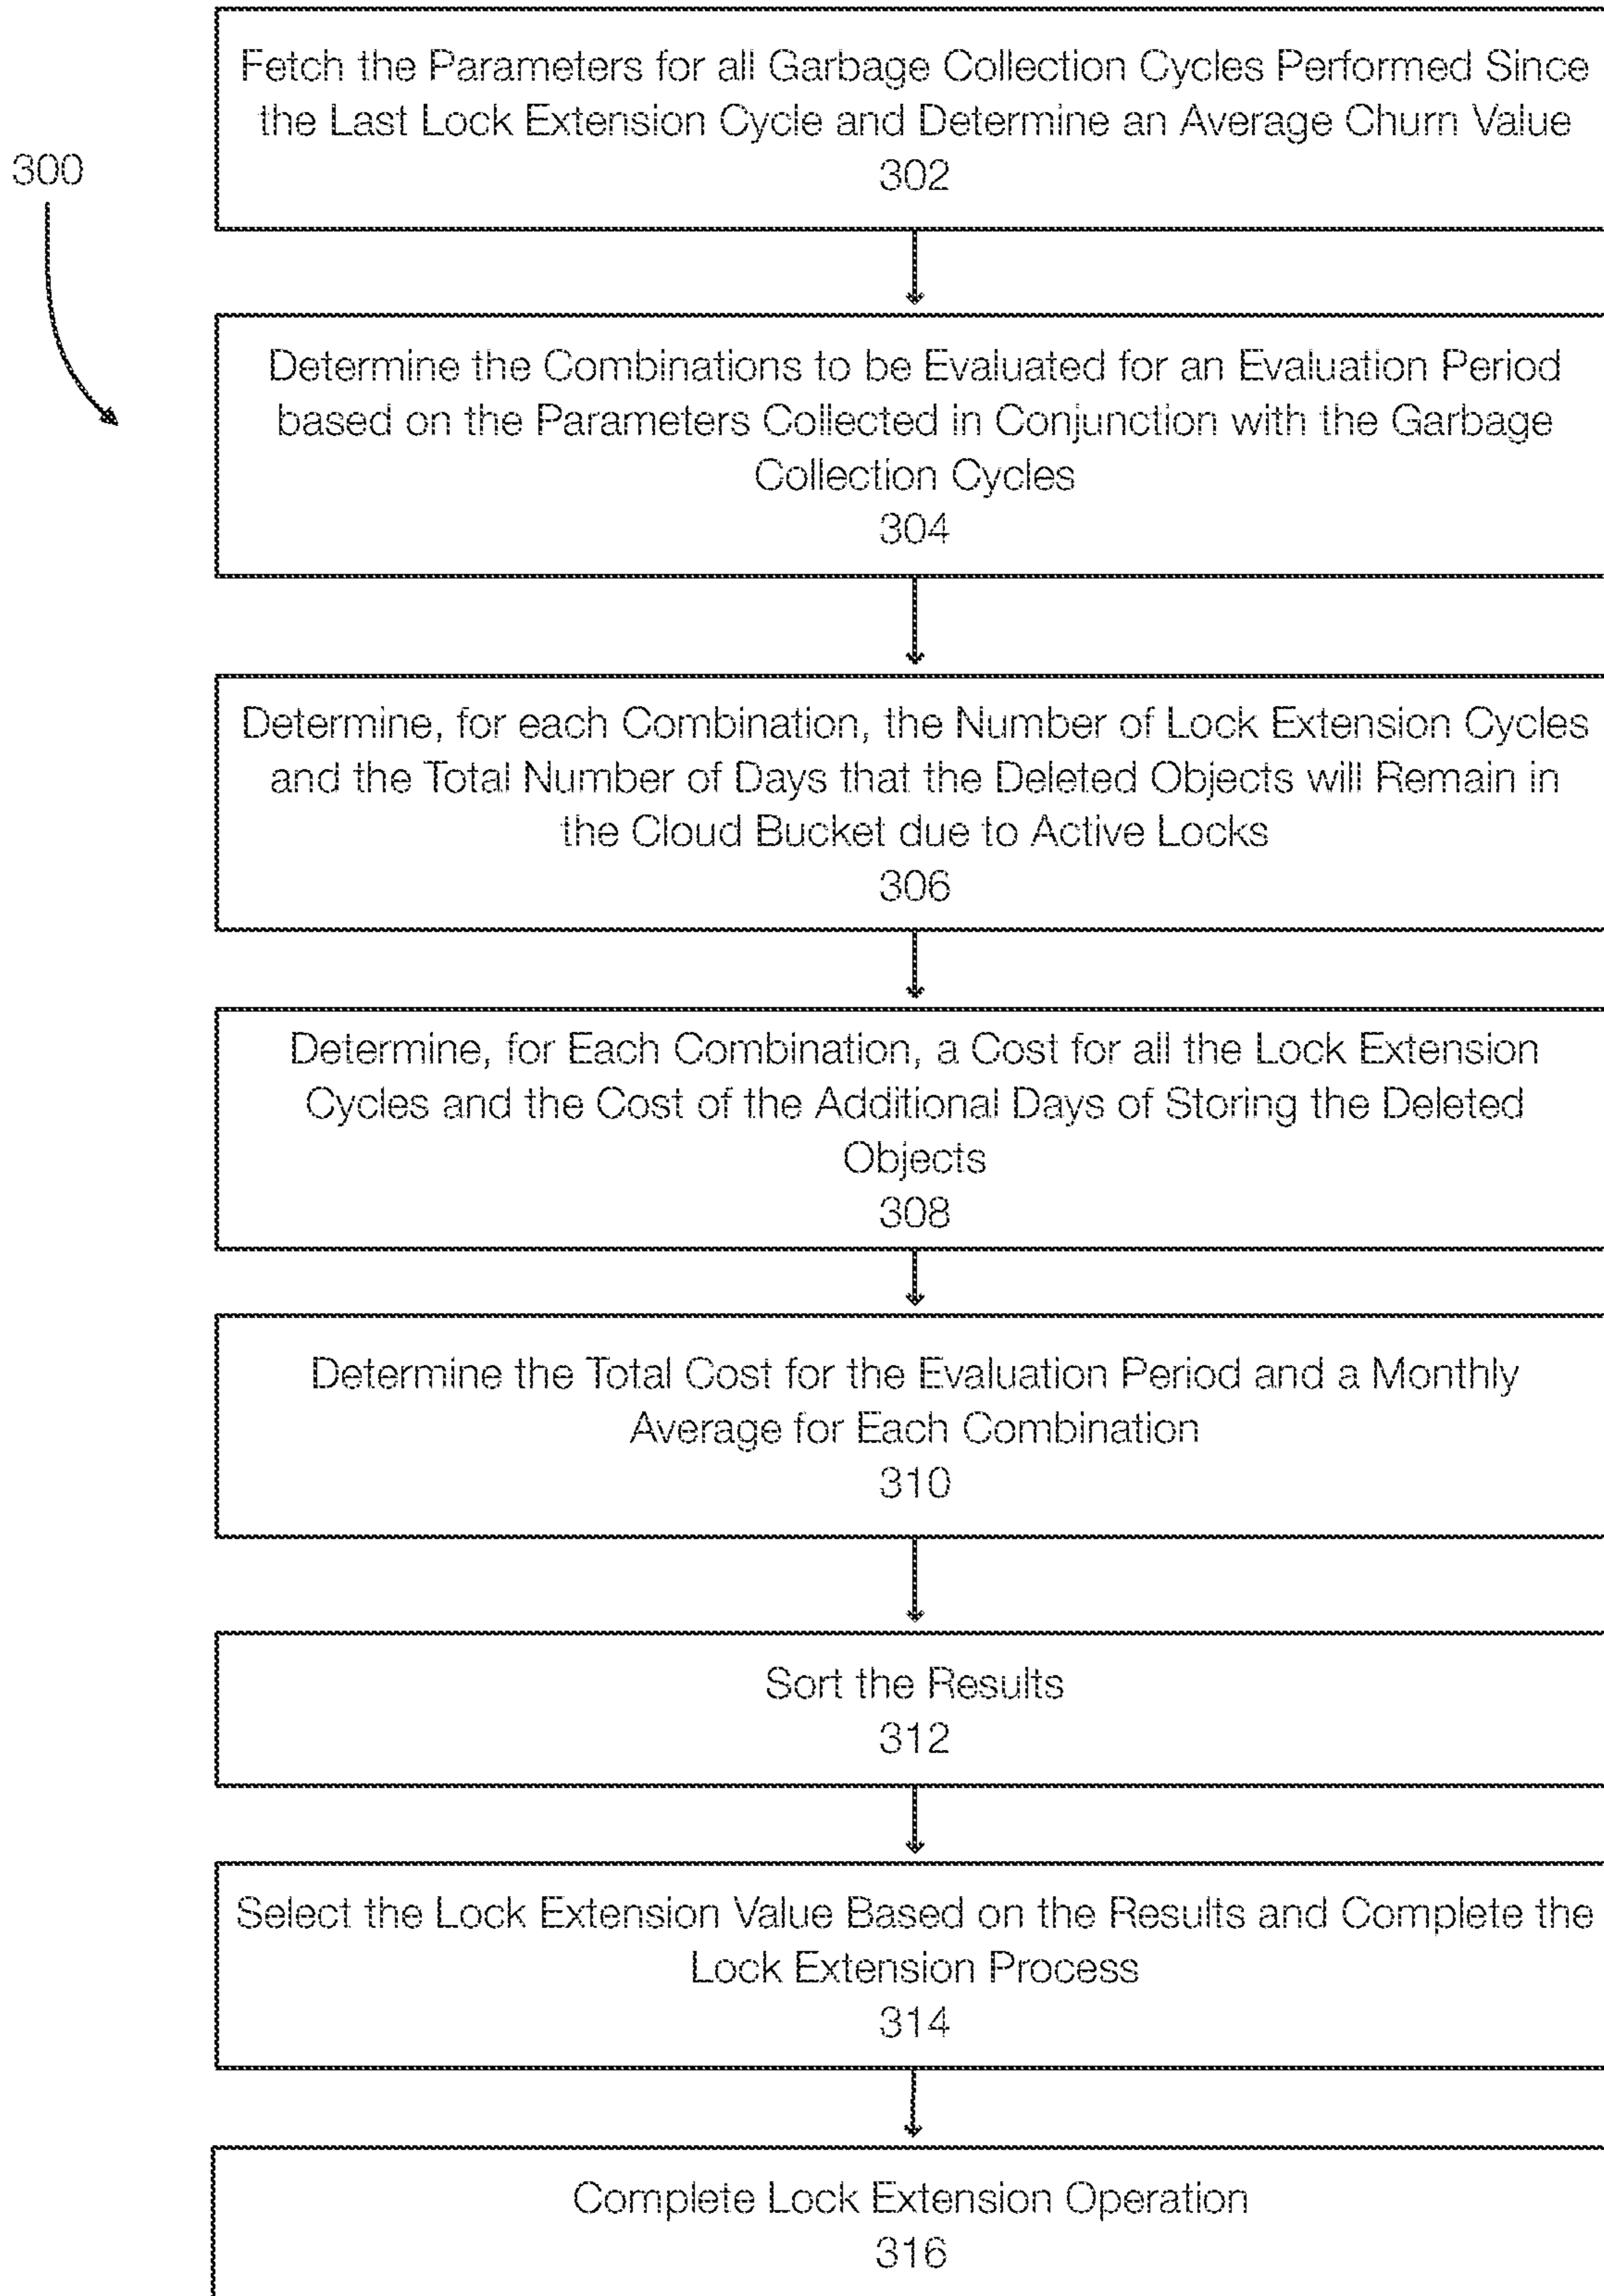 Fetch the Parameters for all Garbage Collection Cycles Performed Since
the Last Lock Extension Cycle and Determine an Average Churn Value
302
300
Determine the Combinations to be Evaluated for an Evaluation Period
based on the Parameters Collected in Conjunction with the Garbage
Collection Cycles
304
Determine, for each Combination, the Number of Lock Extension Cycles
and the Total Number of Days that the Deleted Objects will Remain in
the Cloud Bucket due to Active Locks
306
Determine, for Each Combination, a Cost for all the Lock Extension
Cycles and the Cost of the Additional Days of Storing the Deleted
Objects
308
Determine the Total Cost for the Evaluation Period and a Monthly
Average for Each Combination
310
Sort the Results
312
Select the Lock Extension Value Based on the Results and Complete the
Lock Extension Process
314
Complete Lock Extension Operation
316